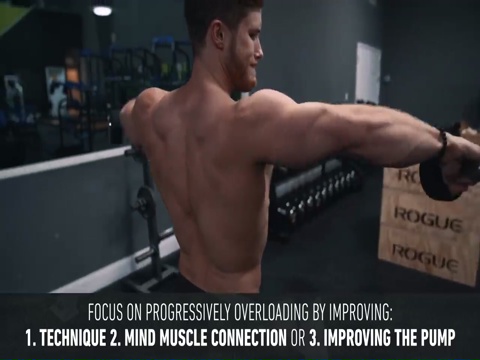 ROGUE
ROGUE
ROGUE
FOCUS ON PROGRESSIVELY OVERLOADING BY IMPROVING:
1. TECHNIQUE 2. MIND MUSCLE CONNECTION OR 3. IMPROVING THE PUMP